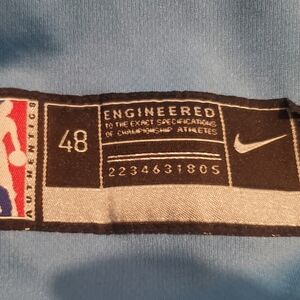 AUTHENTICS
48
ENGINEERED
TO THE EXACT SPECIFICATIONS
OF CHAMPIONSHIP ATHLETES
2234631805